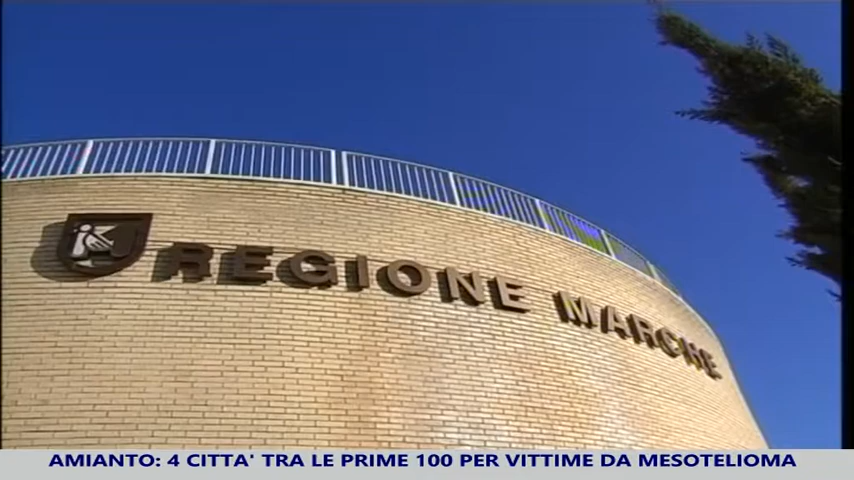 REGIONE MARCHE
AMIANTO: 4 CITTA' TRA LE PRIME 100 PER VITTIME DA MESOTELIOMA